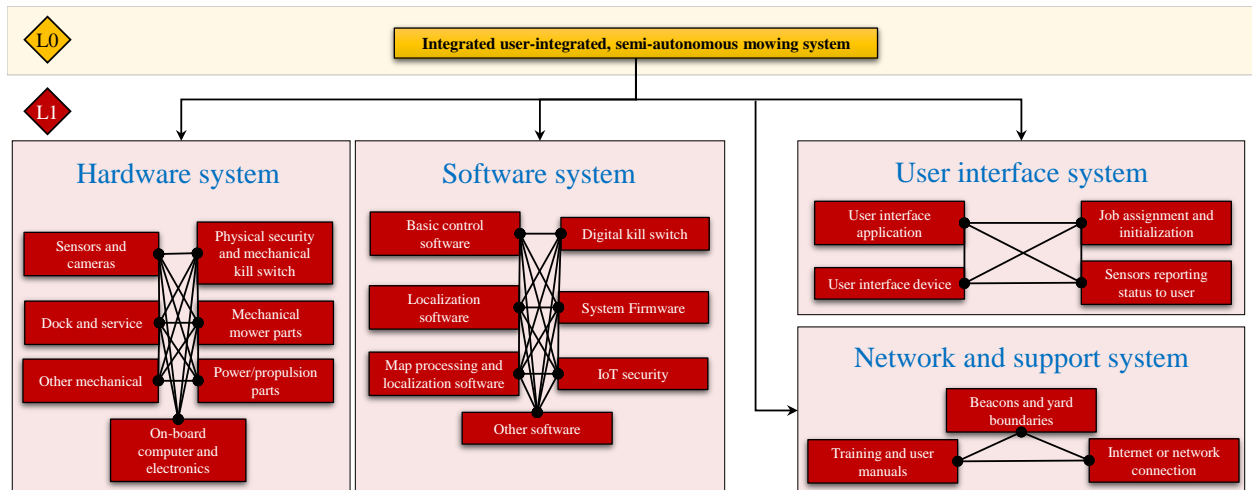 L0
Integrated user-integrated, semi-autonomous mowing system
L1
Hardware system
Sensors and
cameras
Physical security
and mechanical
kill switch
Dock and service
Mechanical
mower parts
Other mechanical
Power/propulsion
parts
On-board
computer and
electronics
Software system
Basic control
software
Digital kill switch
Localization
software
System Firmware
Map processing and
localization software
IoT security
Other software
User interface system
User interface
application
Job assignment and
initialization
User interface device
Sensors reporting
status to user
Network and support system
Beacons and yard
boundaries
Training and user
manuals
Internet or network
connection